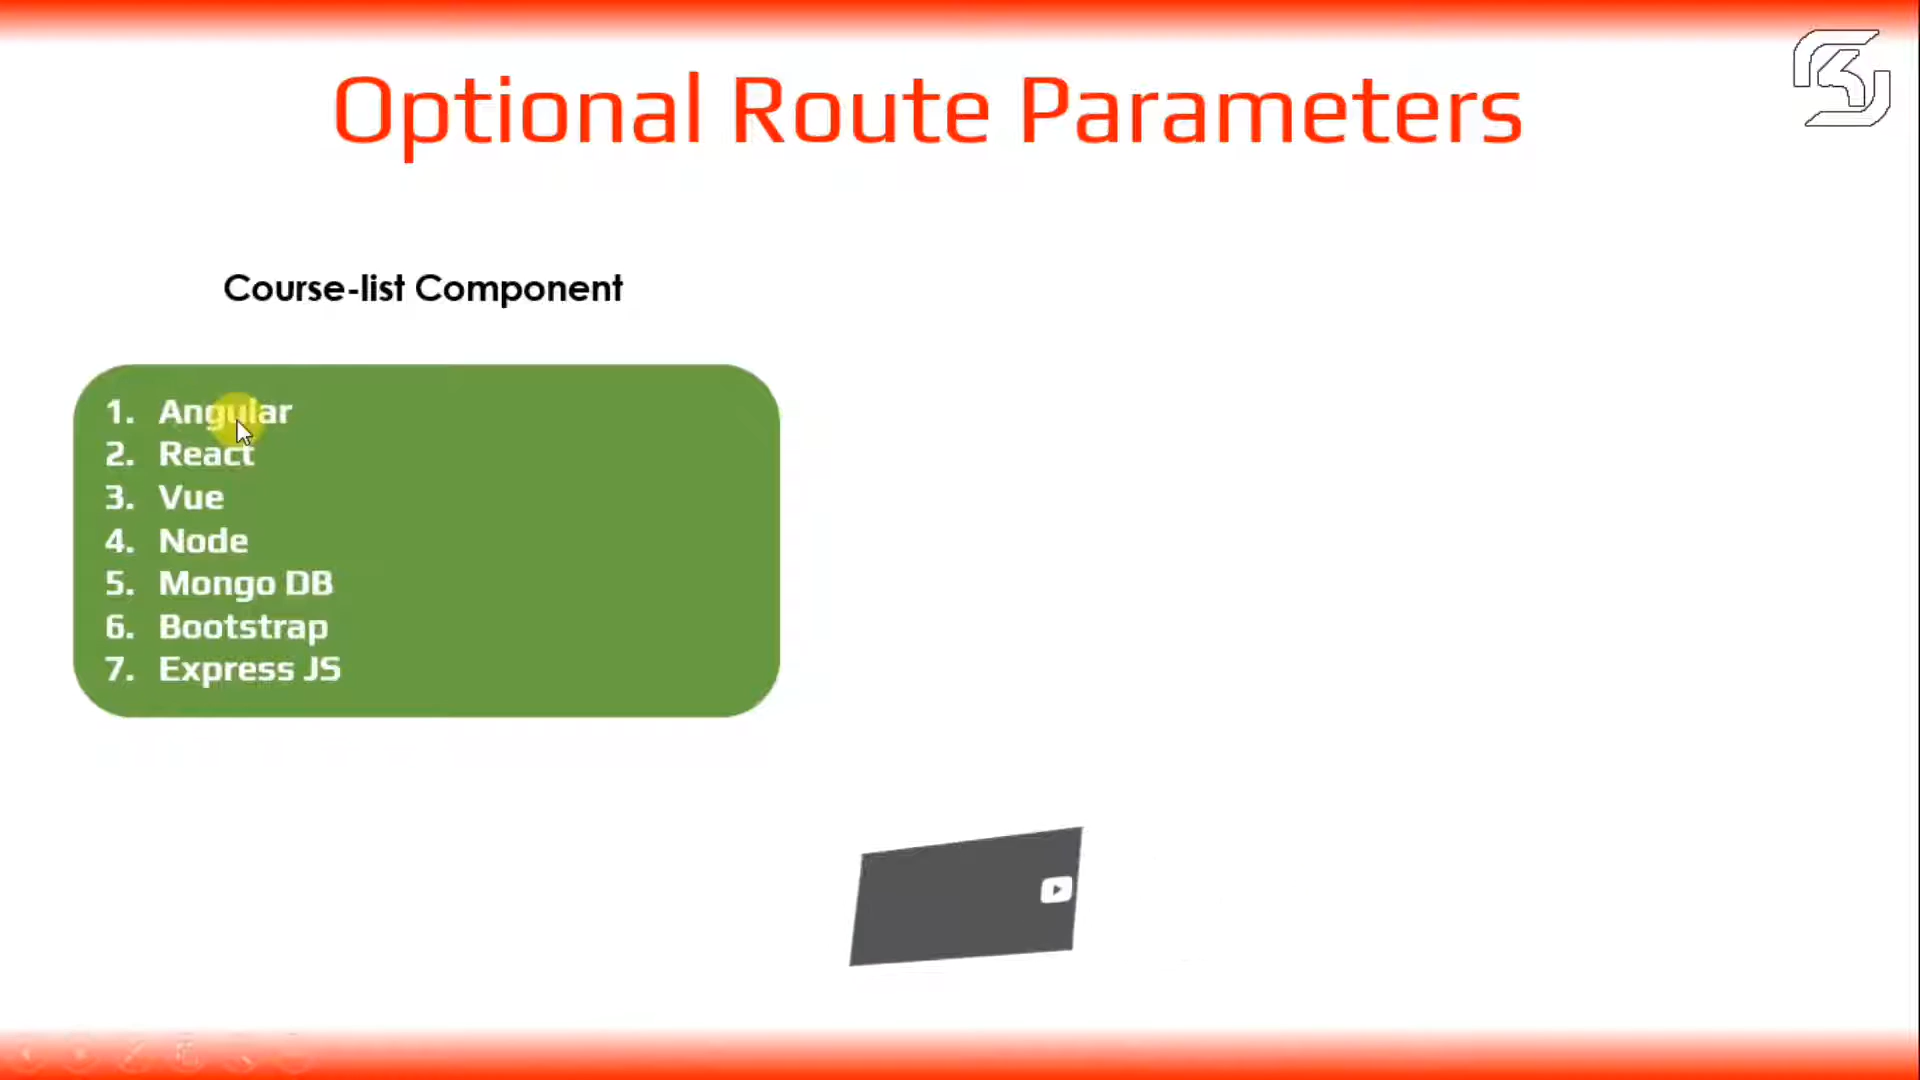 Optional Route Parameters
Course-list Component
1. Angular
2. React
3. Vue
4. Node
5. Mongo DB
6. Bootstrap
7. Express JS